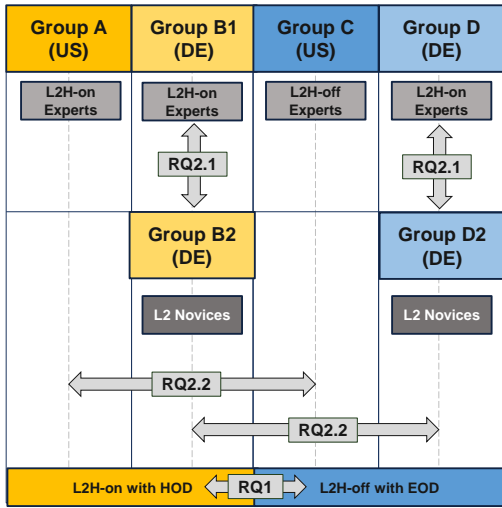 Group A
(US)
Group B1
(DE)
Group C
(US)
Group D
(DE)
L2H-on
Experts
L2H-on
Experts
L2H-off
Experts
L2H-on
Experts
RQ2.1
RQ2.1
Group B2
(DE)
Group D2
(DE)
L2 Novices
L2 Novices
RQ2.2
RQ2.2
L2H-on with HOD
RQ1
L2H-off with EOD